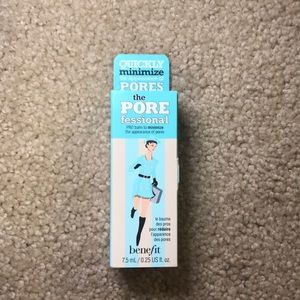 QUICKLY
minimize
PORES
the
PORE
fessional
PRO balm to minimize
the appearance of pores
le baume
des pros
pour réduire
l'apparence
des pores
benefit
7.5 mL / 0.25 US fl. oz.